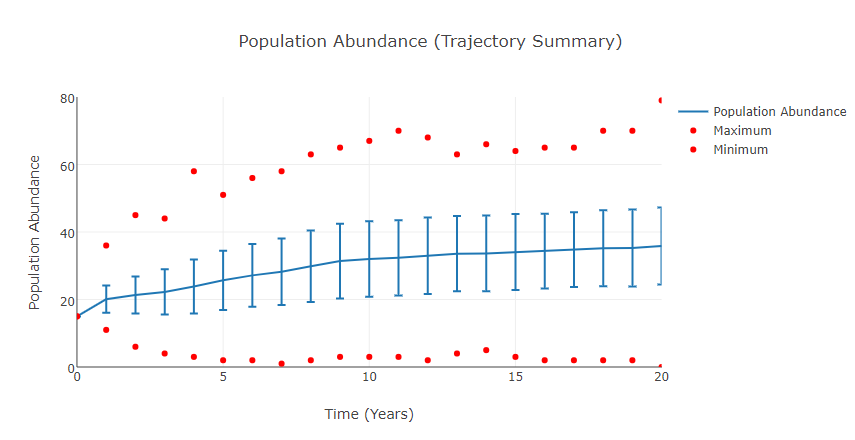 Population Abundance (Trajectory Summary)
Population Abundance
Maximum
Minimum
80
60
40
20
0
Population Abundance
0 5 10 15 20
Time (Years)